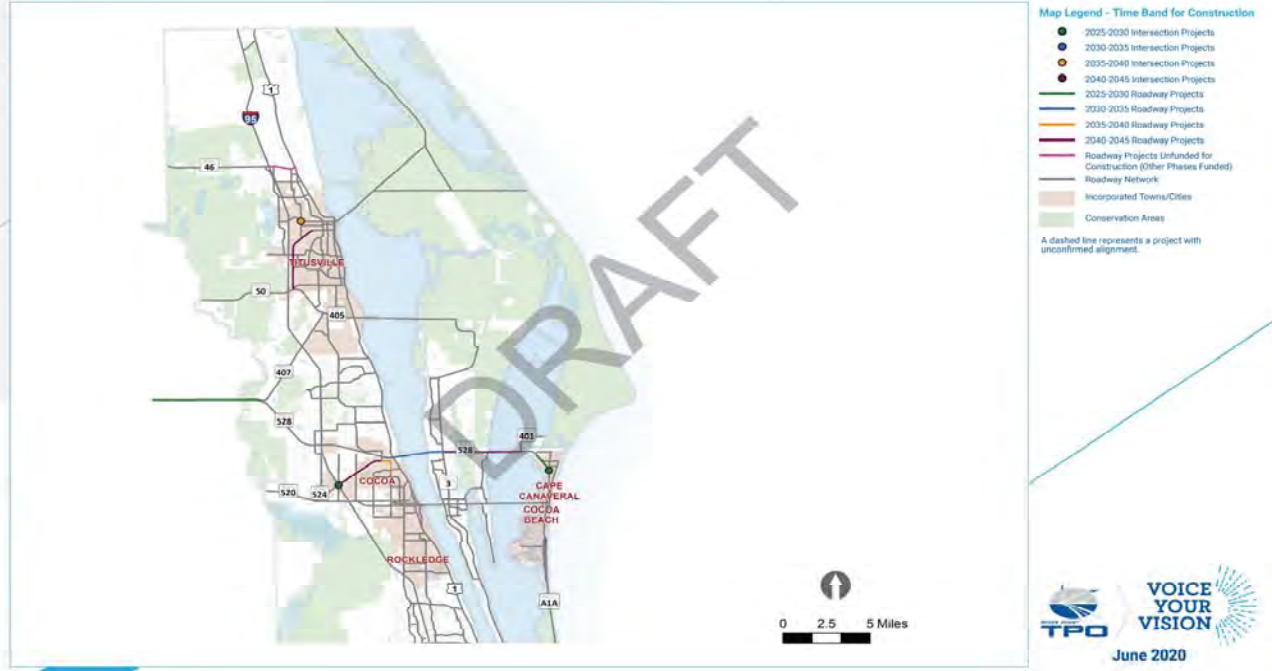 Map Legend - Time Band for Construction
2025-2030 Intersection Projects
2030-2035 Intersection Projects
2035-2040 Intersection Projects
2040-2045 Intersection Projects
2025-2030 Roadway Projects
2030-2035 Roadway Projects
2035-2040 Roadway Projects
2040-2045 Roadway Projects
Roadway Projects Unfunded for
Construction (Other Phases Funded)
Roadway Network
Incorporated Towns/Cities
Conservation Areas
A dashed line represents a project with
unconfirmed alignment.
1
95
46
TITUSVILLE
50
405
407
528
DRAFT
401
528
COCOA
520
524
3
CAPE
CANAVERAL
COCOA
BEACH
ROCKLEDGE
1
A1A
0 2.5 5 Miles
SPACE COAST
TPO
VOICE
YOUR
VISION
June 2020